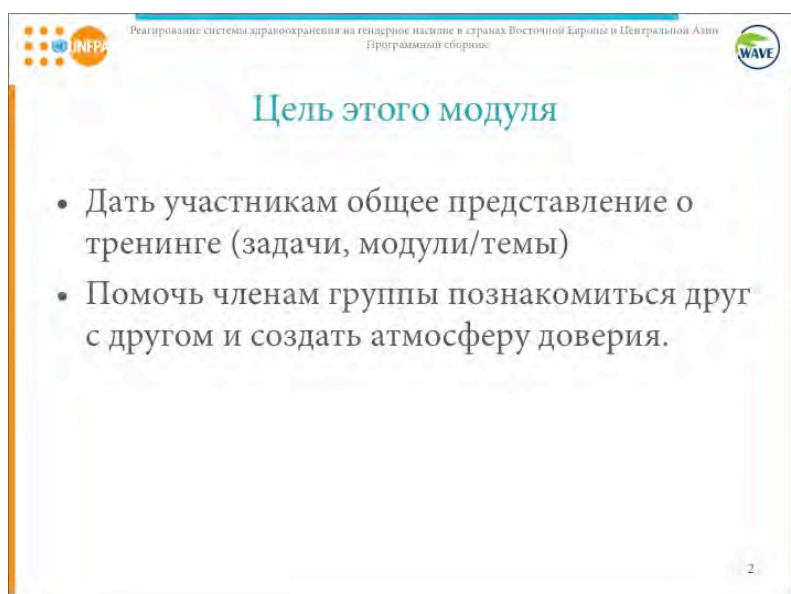 UNFPA
Реагирование системы здравоохранения на гендерное насилие в странах Восточной Европы и Центральной Азии
Программный сборник
WAVE
Цель этого модуля
• Дать участникам общее представление о
тренинге (задачи, модули/темы)
• Помочь членам группы познакомиться друг
с другом и создать атмосферу доверия.
2